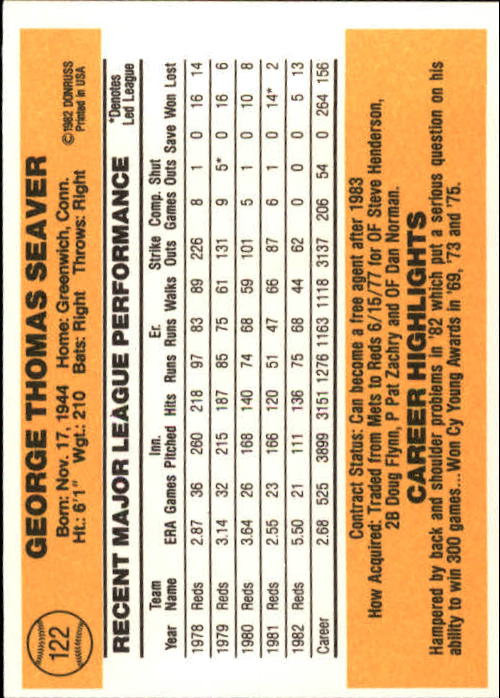 122
GEORGE THOMAS SEAVER
©1982 DONRUSS
Printed in USA
Born: Nov. 17, 1944 Home: Greenwich, Conn.
Ht.: 6'1" Wgt.: 210 Bats: Right Throws: Right
RECENT MAJOR LEAGUE PERFORMANCE
*Denotes
Led League
Team Inn. Er. Strike Comp. Shut
Year Name ERA Games Pitched Hits Runs Runs Walks Outs Games Outs Save Won Lost
1978 Reds 2.87 36 260 218 97 83 89 226 8 1 0 16 14
1979 Reds 3.14 32 215 187 85 75 61 131 9 5* 0 16 6
1980 Reds 3.64 26 168 140 74 68 59 101 5 1 0 10 8
1981 Reds 2.55 23 166 120 51 47 66 87 6 1 0 14* 2
1982 Reds 5.50 21 111 136 75 68 44 62 0 0 0 5 13
Career 2.68 525 3899 3151 1276 1163 1118 3137 206 54 0 264 156
Contract Status: Can become a free agent after 1983
How Acquired: Traded from Mets to Reds 6/15/77 for OF Steve Henderson,
2B Doug Flynn, P Pat Zachry and OF Dan Norman.
CAREER HIGHLIGHTS
Hampered by back and shoulder problems in '82 which put a serious question on his
ability to win 300 games... Won Cy Young Awards in '69, '73 and '75.